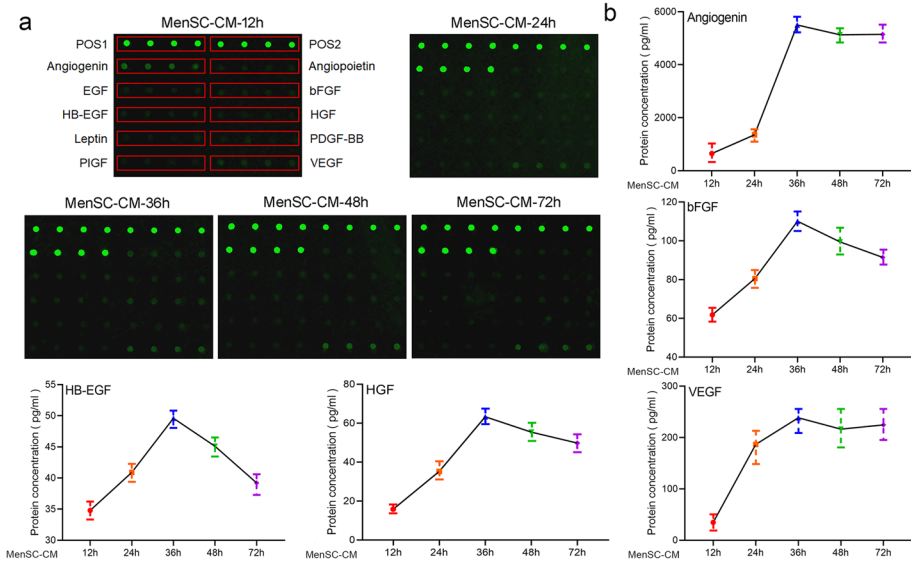 a
MenSC-CM-12h
POS1
POS2
Angiogenin
Angiopoietin
EGF
bFGF
HB-EGF
HGF
Leptin
PDGF-BB
PIGF
VEGF
MenSC-CM-24h
MenSC-CM-36h
MenSC-CM-48h
MenSC-CM-72h
HB-EGF
Protein concentration ( pg/ml )
55
50
45
40
35
30
MenSC-CM
12h 24h 36h 48h 72h
HGF
Protein concentration ( pg/ml )
80
60
40
20
0
MenSC-CM
12h 24h 36h 48h 72h
b
Angiogenin
Protein concentration ( pg/ml )
6000
4000
2000
0
MenSC-CM
12h 24h 36h 48h 72h
bFGF
Protein concentration ( pg/ml )
120
100
80
60
40
MenSC-CM
12h 24h 36h 48h 72h
VEGF
Protein concentration ( pg/ml )
300
200
100
0
MenSC-CM
12h 24h 36h 48h 72h